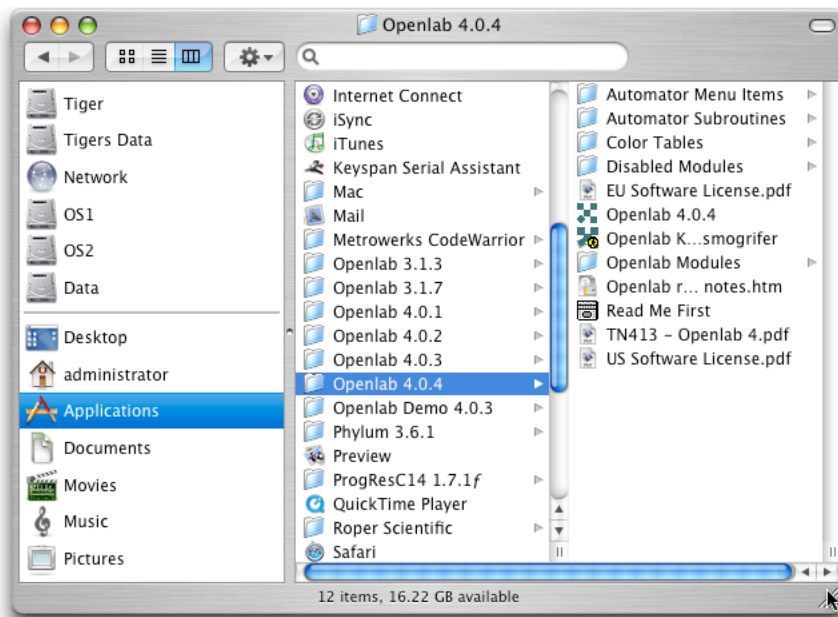 Openlab 4.0.4
Tiger
Tigers Data
Network
OS1
OS2
Data
Desktop
administrator
Applications
Documents
Movies
Music
Pictures
Internet Connect
iSync
iTunes
Keyspan Serial Assistant
Mac
Mail
Metrowerks CodeWarrior
Openlab 3.1.3
Openlab 3.1.7
Openlab 4.0.1
Openlab 4.0.2
Openlab 4.0.3
Openlab 4.0.4
Openlab Demo 4.0.3
Phylum 3.6.1
Preview
ProgResC14 1.7.1ƒ
QuickTime Player
Roper Scientific
Safari
Automator Menu Items
Automator Subroutines
Color Tables
Disabled Modules
EU Software License.pdf
Openlab 4.0.4
Openlab K...smogrifer
Openlab Modules
Openlab r... notes.htm
Read Me First
TN413 – Openlab 4.pdf
US Software License.pdf
12 items, 16.22 GB available